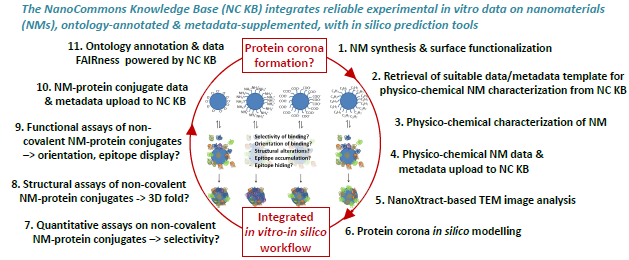 The NanoCommons Knowledge Base (NC KB) integrates reliable experimental in vitro data on nanomaterials
(NMs), ontology-annotated & metadata-supplemented, with in silico prediction tools
Protein corona
formation?
1. NM synthesis & surface functionalization
2. Retrieval of suitable data/metadata template for
physico-chemical NM characterization from NC KB
3. Physico-chemical characterization of NM
4. Physico-chemical NM data &
metadata upload to NC KB
5. NanoXtract-based TEM image analysis
6. Protein corona in silico modelling
Integrated
in vitro-in silico
workflow
7. Quantitative assays on non-covalent
NM-protein conjugates –> selectivity?
8. Structural assays of non-covalent
NM-protein conjugates -> 3D fold?
9. Functional assays of non-
covalent NM-protein conjugates
–> orientation, epitope display?
10. NM-protein conjugate data
& metadata upload to NC KB
11. Ontology annotation & data
FAIRness powered by NC KB
Selectivity of binding?
Orientation of binding?
Structural alterations?
Epitope accumulation?
Epitope hiding?